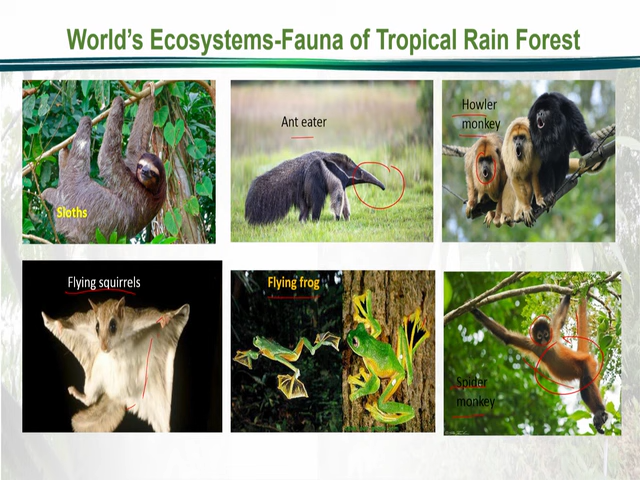 World's Ecosystems-Fauna of Tropical Rain Forest
Sloths
Ant eater
Howler
monkey
Flying squirrels
Flying frog
Spider
monkey